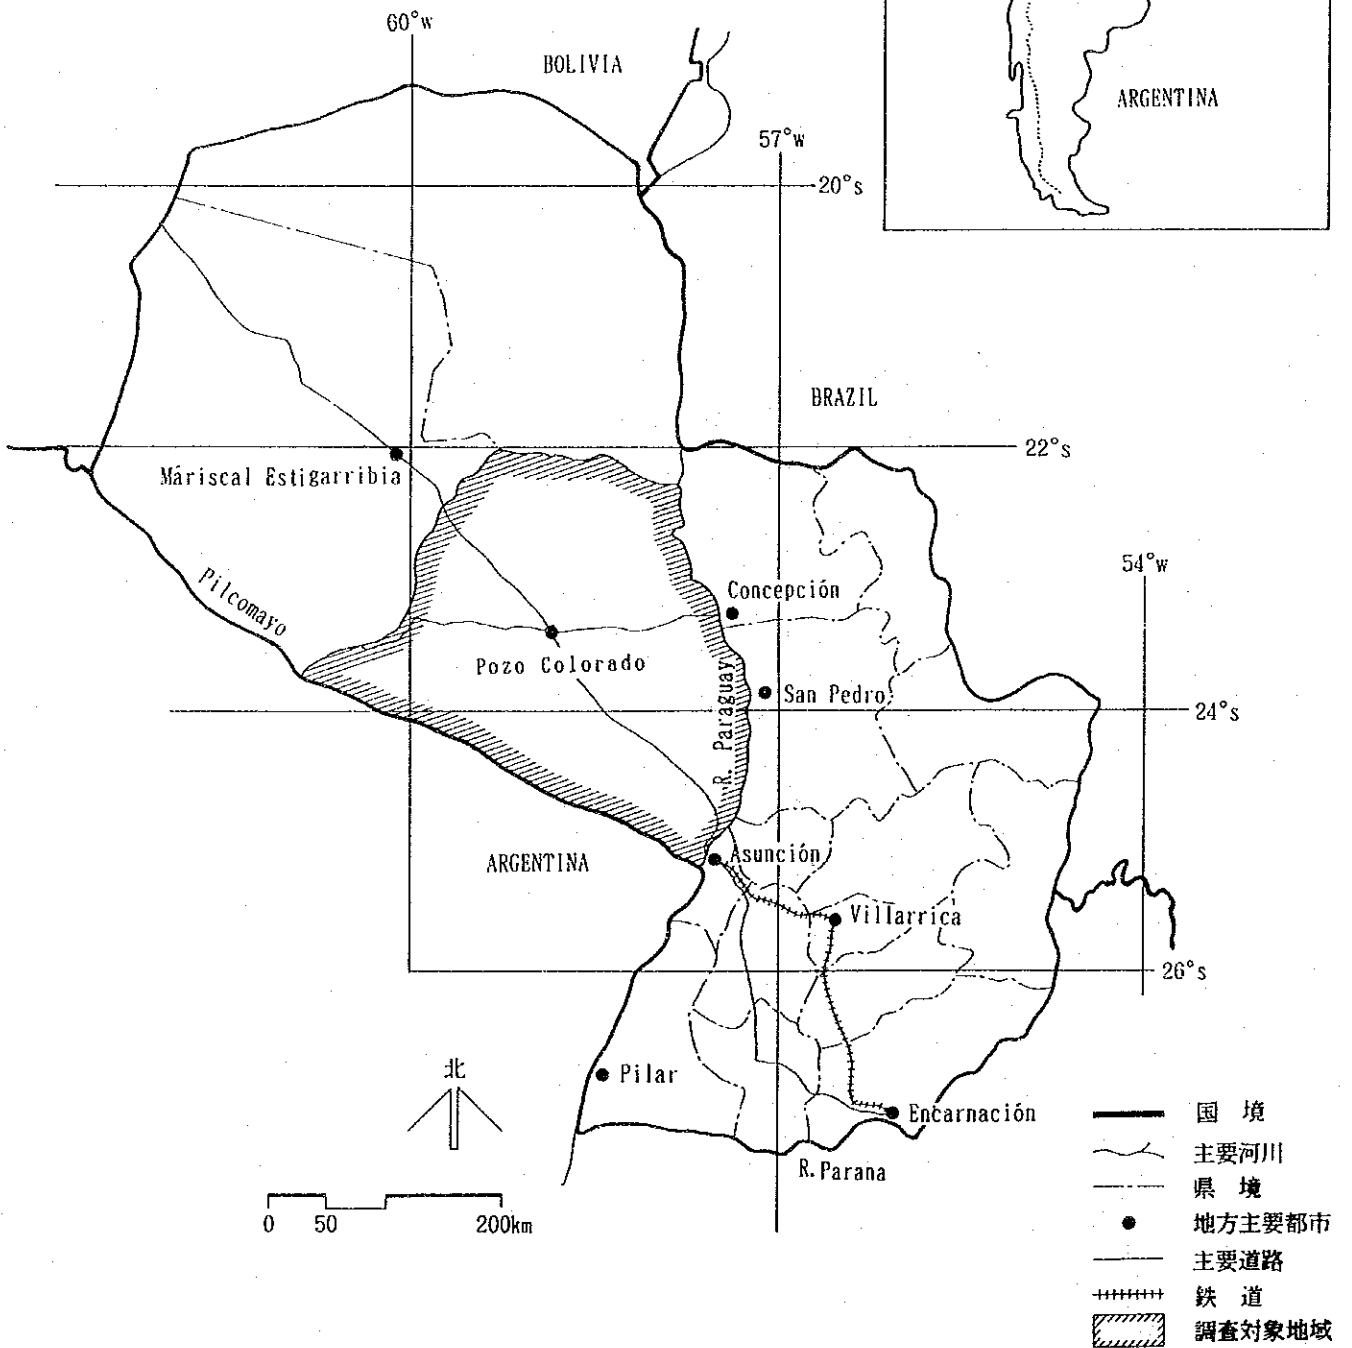 60°w
BOLIVIA
ARGENTINA
57°w
20°s
BRAZIL
22°s
Máriscal Estigarribia
54°w
Pilcomayo
Concepción
Pozo Colorado
R. Paraguay
San Pedro
24°s
ARGENTINA
Asunción
Villarrica
26°s
北
Pilar
Encarnación
R. Parana
0 50 200km
国 境
主要河川
県 境
地方主要都市
主要道路
鉄 道
調査対象地域